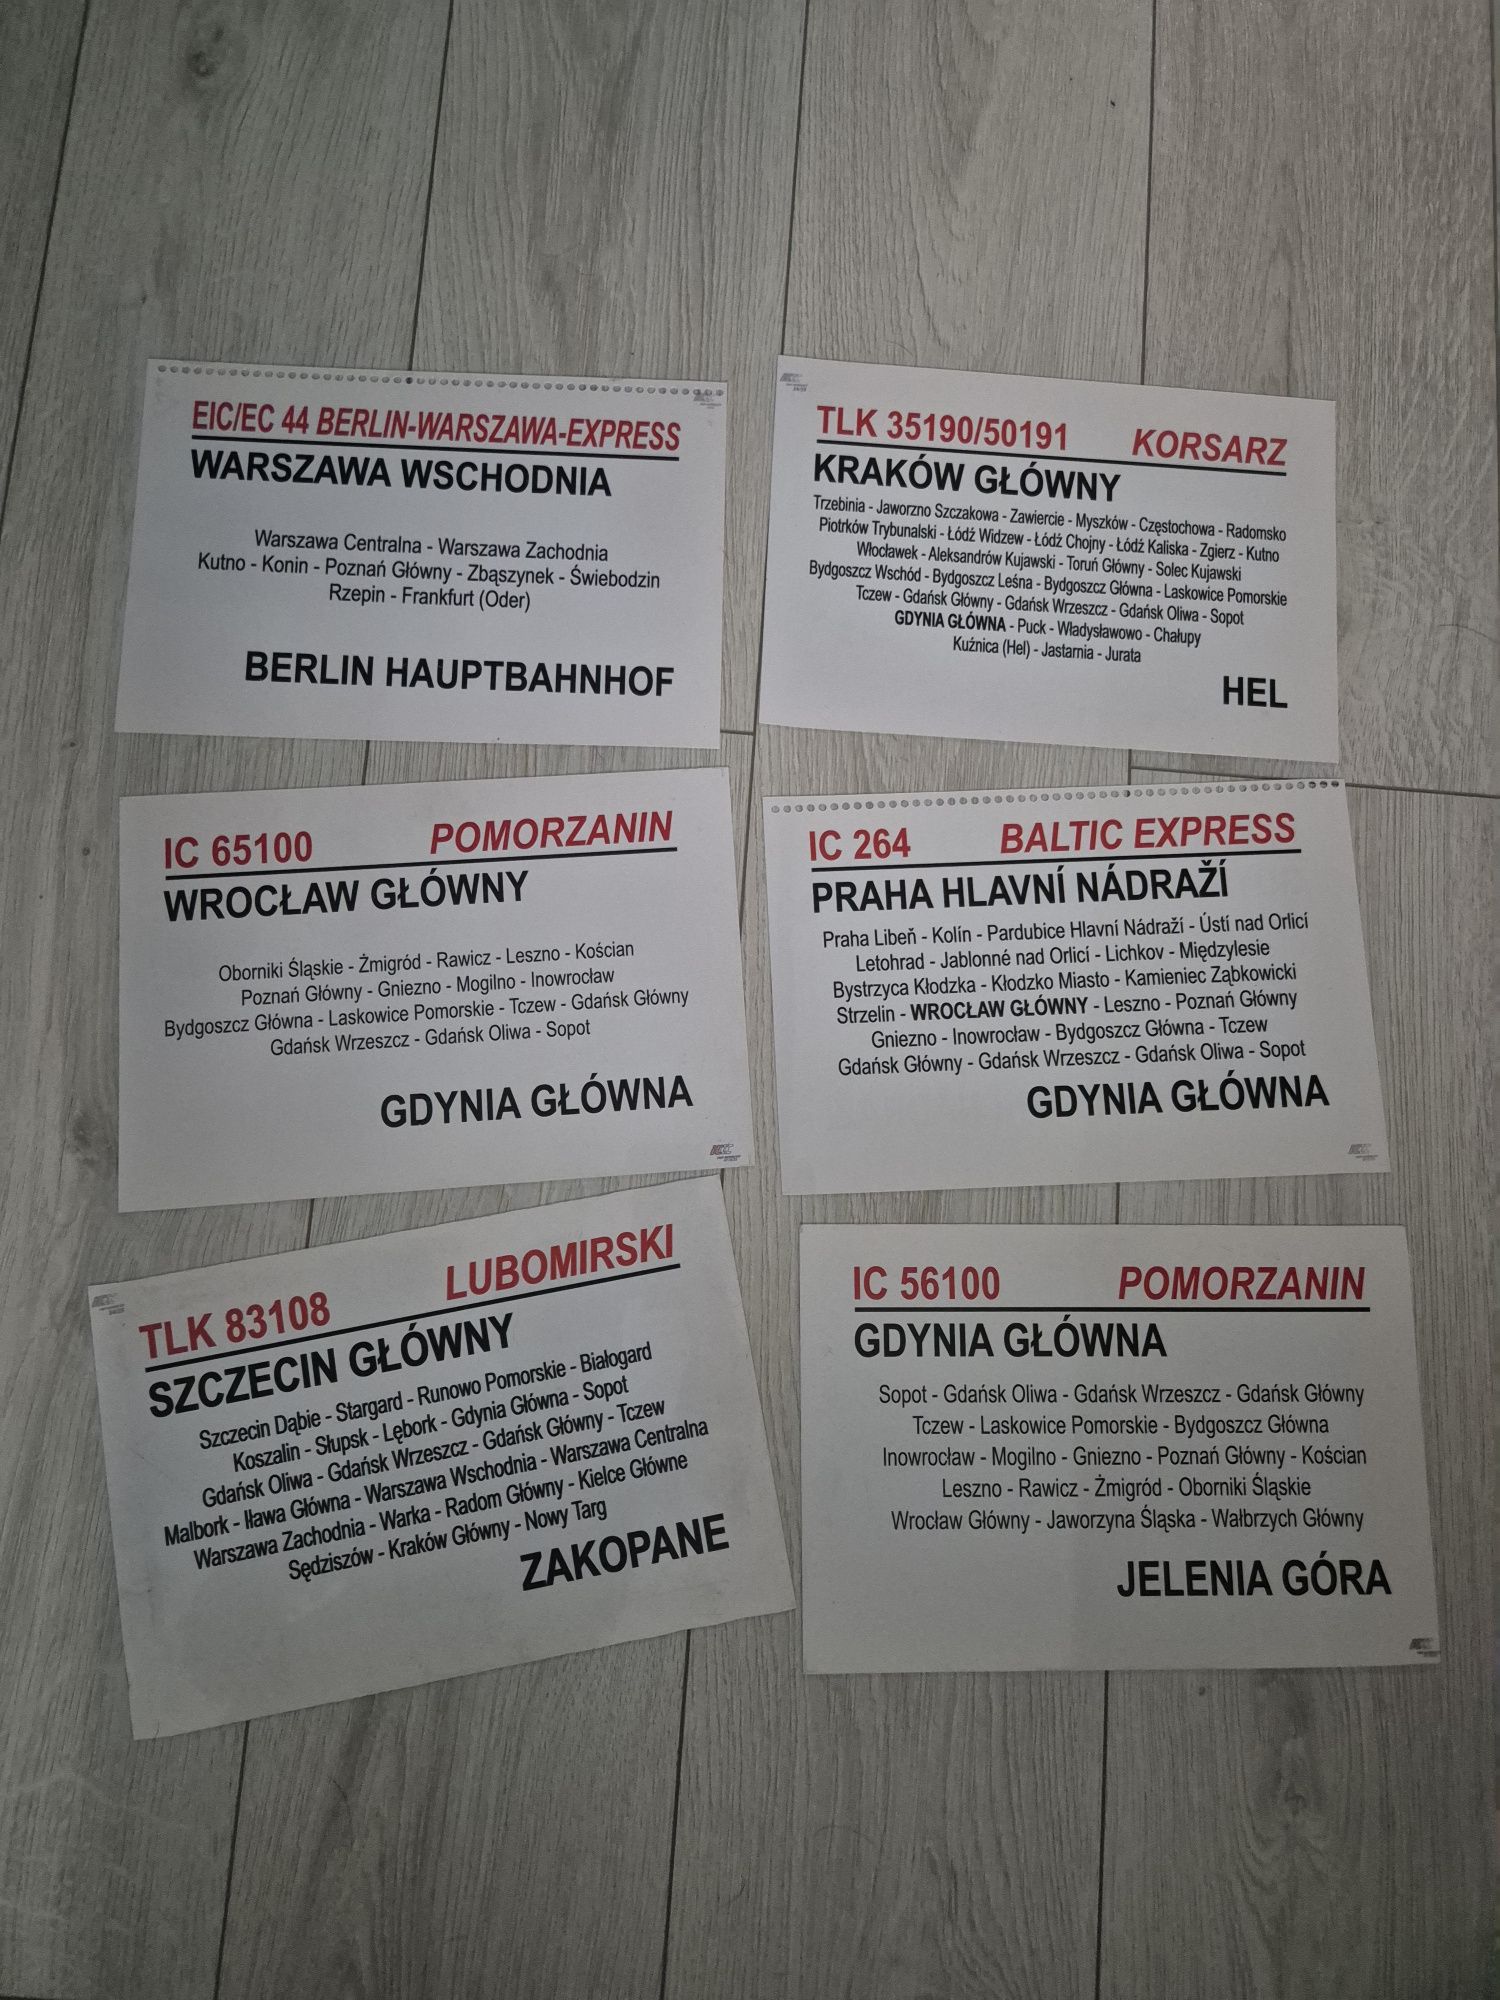 EIC/EC 44 BERLIN-WARSZAWA-EXPRESS
WARSZAWA WSCHODNIA
Warszawa Centralna - Warszawa Zachodnia
Kutno - Konin - Poznań Główny - Zbąszynek - Świebodzin
Rzepin - Frankfurt (Oder)
BERLIN HAUPTBAHNHOF
TLK 35190/50191 KORSARZ
KRAKÓW GŁÓWNY
Trzebinia - Jaworzno Szczakowa - Zawiercie - Myszków - Częstochowa - Radomsko
Piotrków Trybunalski - Łódź Widzew - Łódź Chojny - Łódź Kaliska - Zgierz - Kutno
Włocławek - Aleksandrów Kujawski - Toruń Główny - Solec Kujawski
Bydgoszcz Wschód - Bydgoszcz Leśna - Bydgoszcz Główna - Laskowice Pomorskie
Tczew - Gdańsk Główny - Gdańsk Wrzeszcz - Gdańsk Oliwa - Sopot
GDYNIA GŁÓWNA - Puck - Władysławowo - Chałupy
Kuźnica (Hel) - Jastarnia - Jurata
HEL
IC 65100 POMORZANIN
WROCŁAW GŁÓWNY
Oborniki Śląskie - Żmigród - Rawicz - Leszno - Kościan
Poznań Główny - Gniezno - Mogilno - Inowrocław
Bydgoszcz Główna - Laskowice Pomorskie - Tczew - Gdańsk Główny
Gdańsk Wrzeszcz - Gdańsk Oliwa - Sopot
GDYNIA GŁÓWNA
IC 264 BALTIC EXPRESS
PRAHA HLAVNÍ NÁDRAŽÍ
Praha Libeň - Kolín - Pardubice Hlavní Nádraží - Ústí nad Orlicí
Letohrad - Jablonné nad Orlicí - Lichkov - Międzylesie
Bystrzyca Kłodzka - Kłodzko Miasto - Kamieniec Ząbkowicki
Strzelin - WROCŁAW GŁÓWNY - Leszno - Poznań Główny
Gniezno - Inowrocław - Bydgoszcz Główna - Tczew
Gdańsk Główny - Gdańsk Wrzeszcz - Gdańsk Oliwa - Sopot
GDYNIA GŁÓWNA
TLK 83108 LUBOMIRSKI
SZCZECIN GŁÓWNY
Szczecin Dąbie - Stargard - Runowo Pomorskie - Białogard
Koszalin - Słupsk - Lębork - Gdynia Główna - Sopot
Gdańsk Oliwa - Gdańsk Wrzeszcz - Gdańsk Główny - Tczew
Malbork - Iława Główna - Warszawa Wschodnia - Warszawa Centralna
Warszawa Zachodnia - Warka - Radom Główny - Kielce Główne
Sędziszów - Kraków Główny - Nowy Targ
ZAKOPANE
IC 56100 POMORZANIN
GDYNIA GŁÓWNA
Sopot - Gdańsk Oliwa - Gdańsk Wrzeszcz - Gdańsk Główny
Tczew - Laskowice Pomorskie - Bydgoszcz Główna
Inowrocław - Mogilno - Gniezno - Poznań Główny - Kościan
Leszno - Rawicz - Żmigród - Oborniki Śląskie
Wrocław Główny - Jaworzyna Śląska - Wałbrzych Główny
JELENIA GÓRA